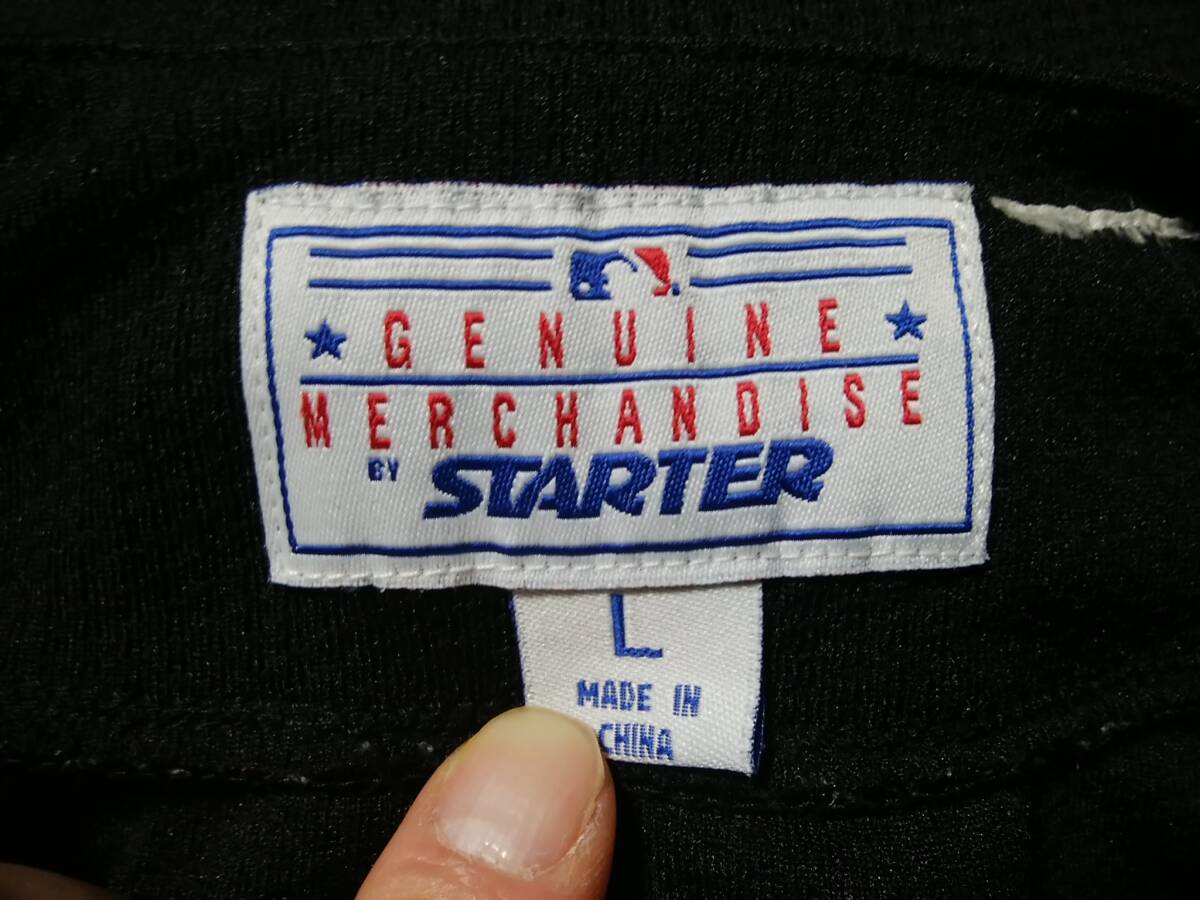 GENUINE
MERCHANDISE
BY STARTER
L
MADE IN
CHINA